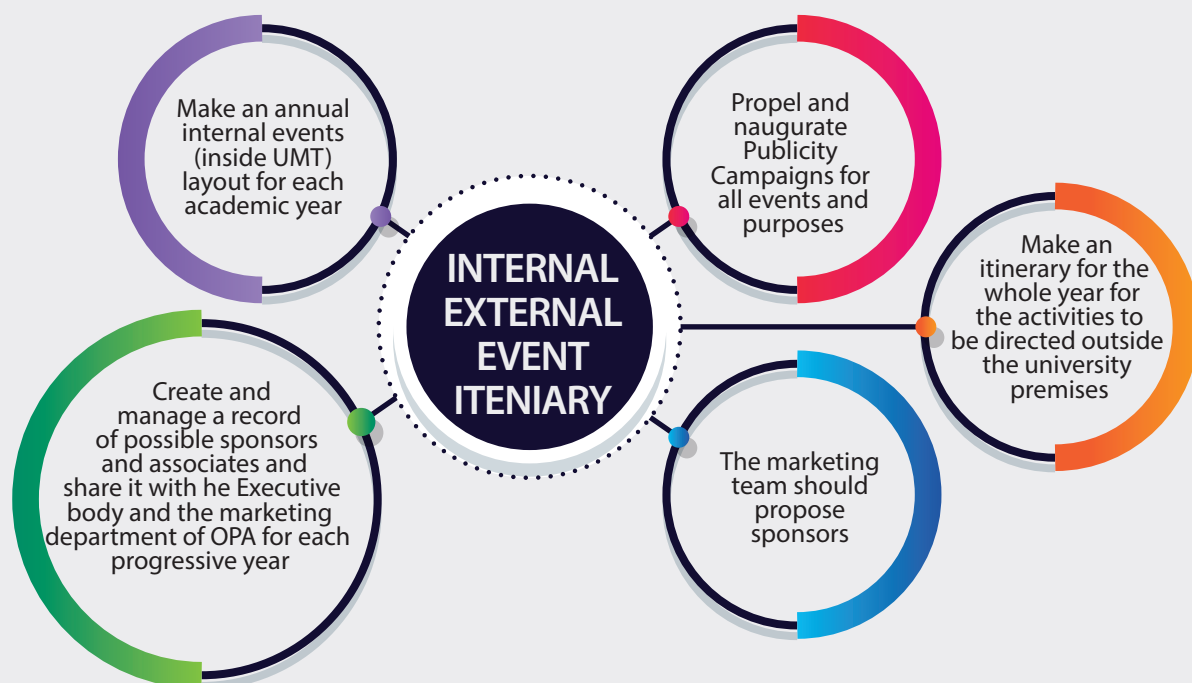 Make an annual
internal events
(inside UMT)
layout for each
academic year
Propel and
naugurate
Publicity
Campaigns for
all events and
purposes
INTERNAL
EXTERNAL
EVENT
ITENIARY
Make an
itinerary for the
whole year for
the activities to
be directed outside
the university
premises
Create and
manage a record
of possible sponsors
and associates and
share it with he Executive
body and the marketing
department of OPA for each
progressive year
The marketing
team should
propose
sponsors